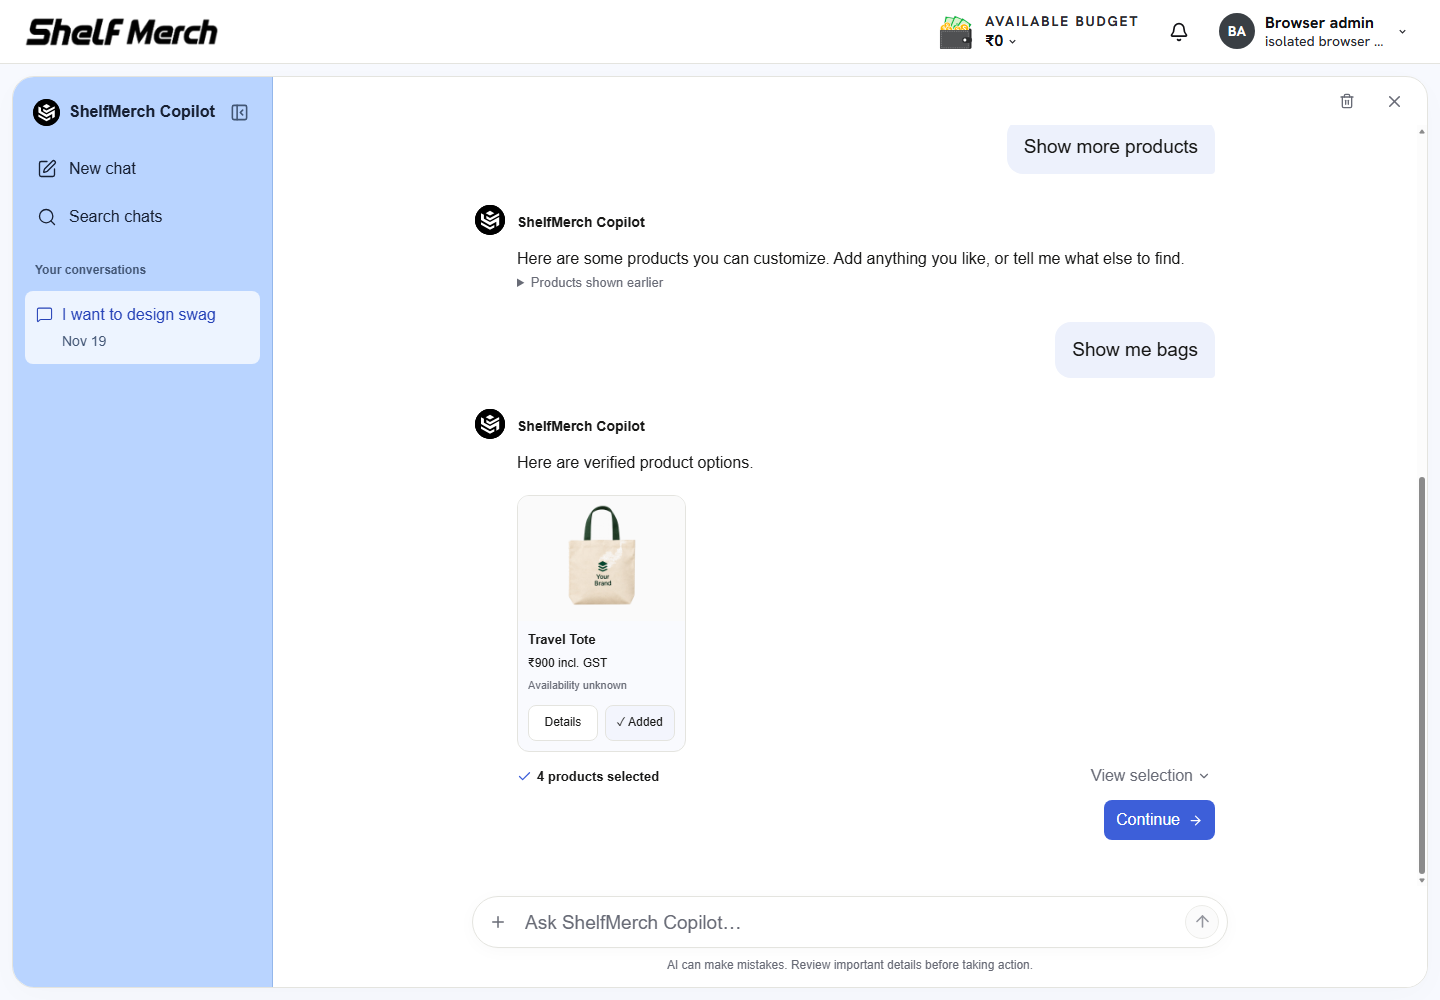 Shelf Merch
AVAILABLE BUDGET
₹0
BA
Browser admin
isolated browser ...
ShelfMerch Copilot
New chat
Search chats
Your conversations
I want to design swag
Nov 19
Show more products
ShelfMerch Copilot
Here are some products you can customize. Add anything you like, or tell me what else to find.
Products shown earlier
Show me bags
ShelfMerch Copilot
Here are verified product options.
Your
Brand
Travel Tote
₹900 incl. GST
Availability unknown
Details
✓ Added
4 products selected
View selection
Continue
Ask ShelfMerch Copilot…
AI can make mistakes. Review important details before taking action.